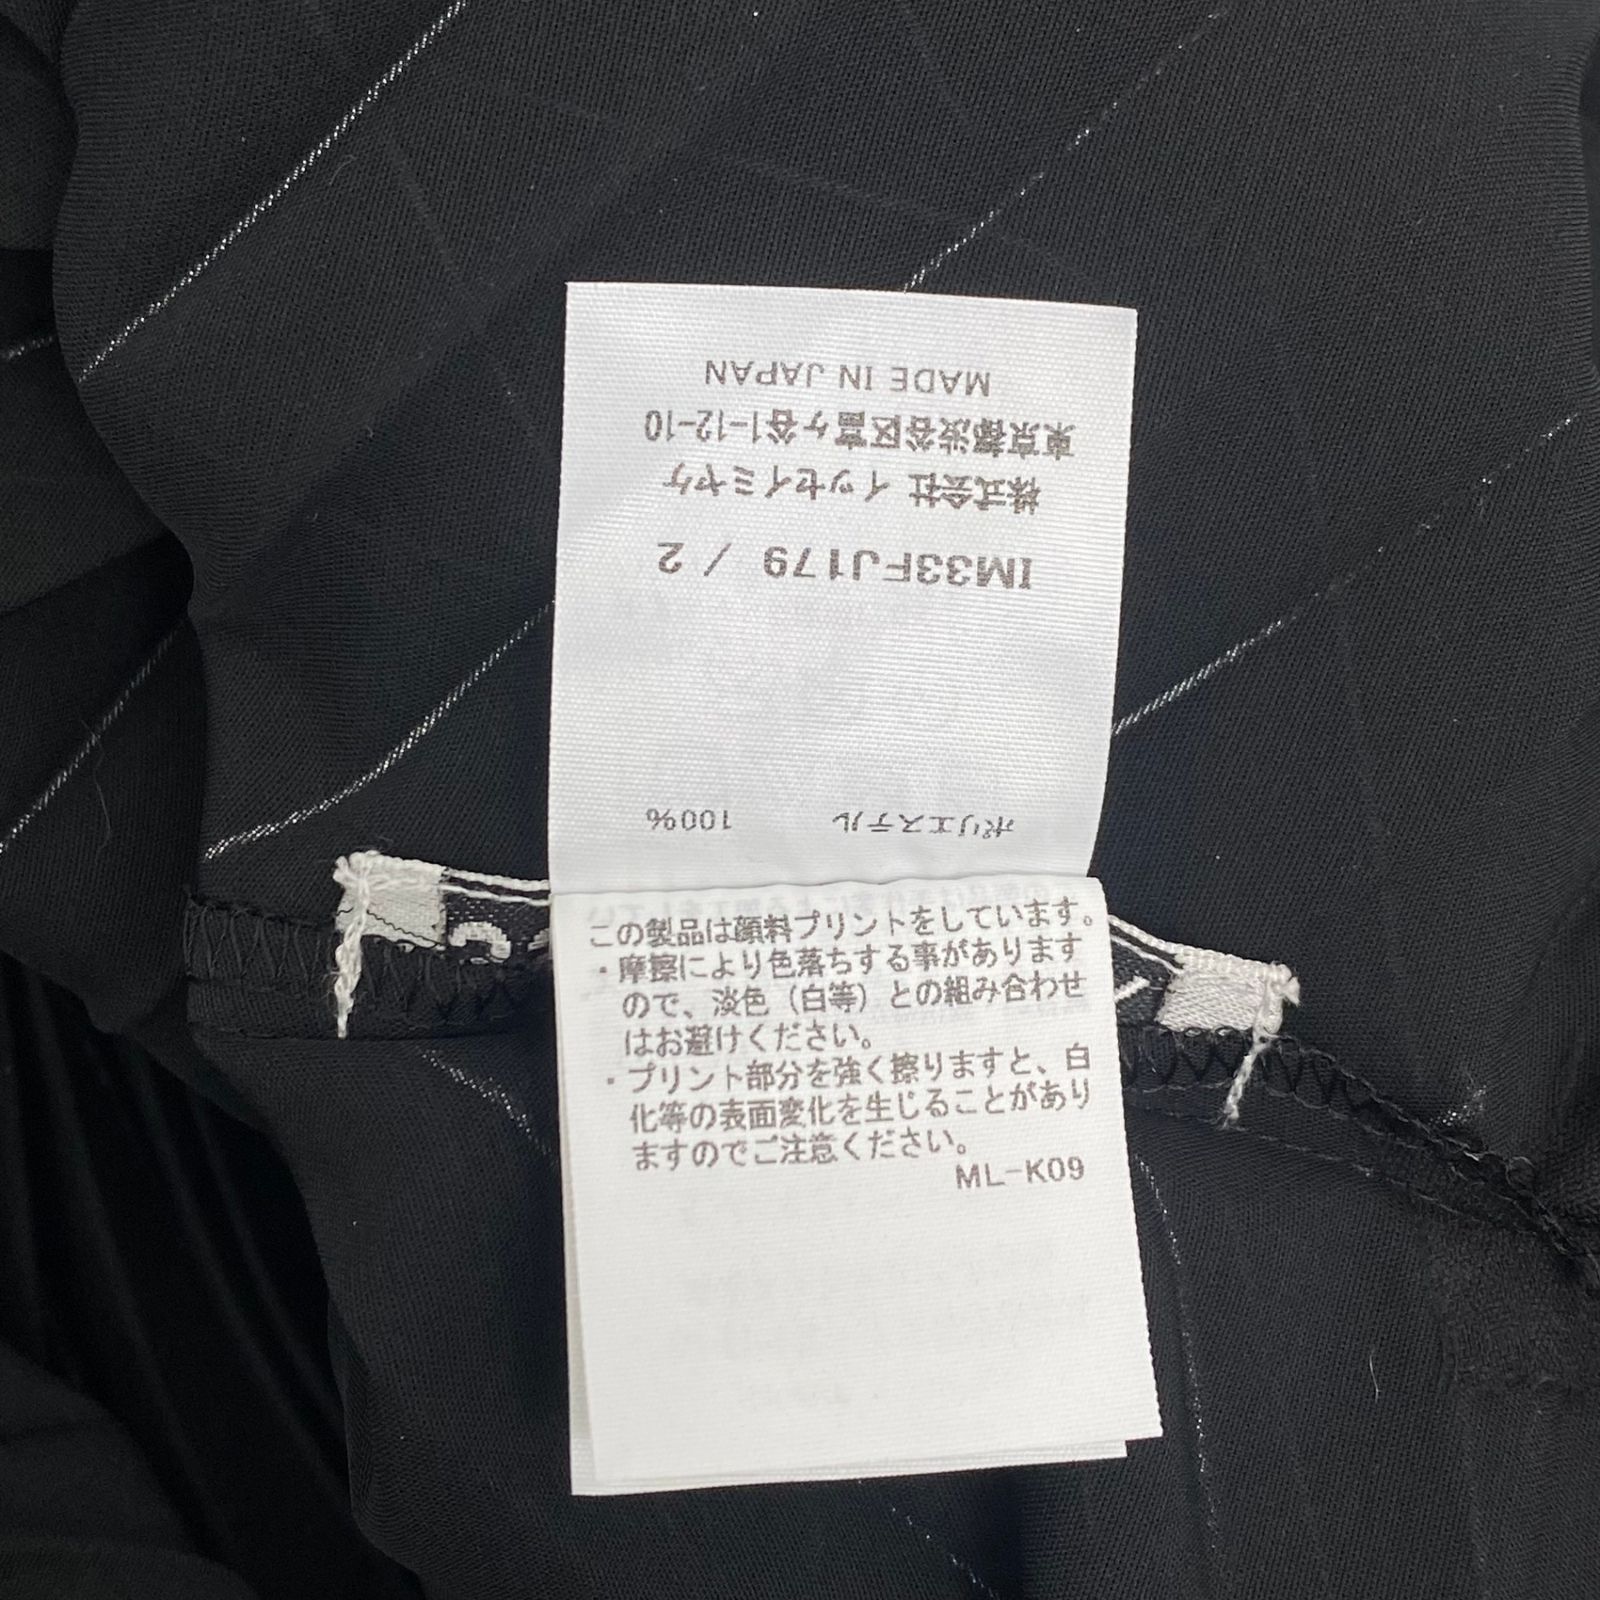 ポリエステル 100%
IM33FJ179 / 2
株式会社 イッセイミヤケ
東京都渋谷区富ケ谷1-12-10
MADE IN JAPAN
この製品は顔料プリントをしています。
・摩擦により色落ちする事があります
ので、淡色（白等）との組み合わせ
はお避けください。
・プリント部分を強く擦りますと、白
化等の表面変化を生じることがあり
ますのでご注意ください。
ML-K09